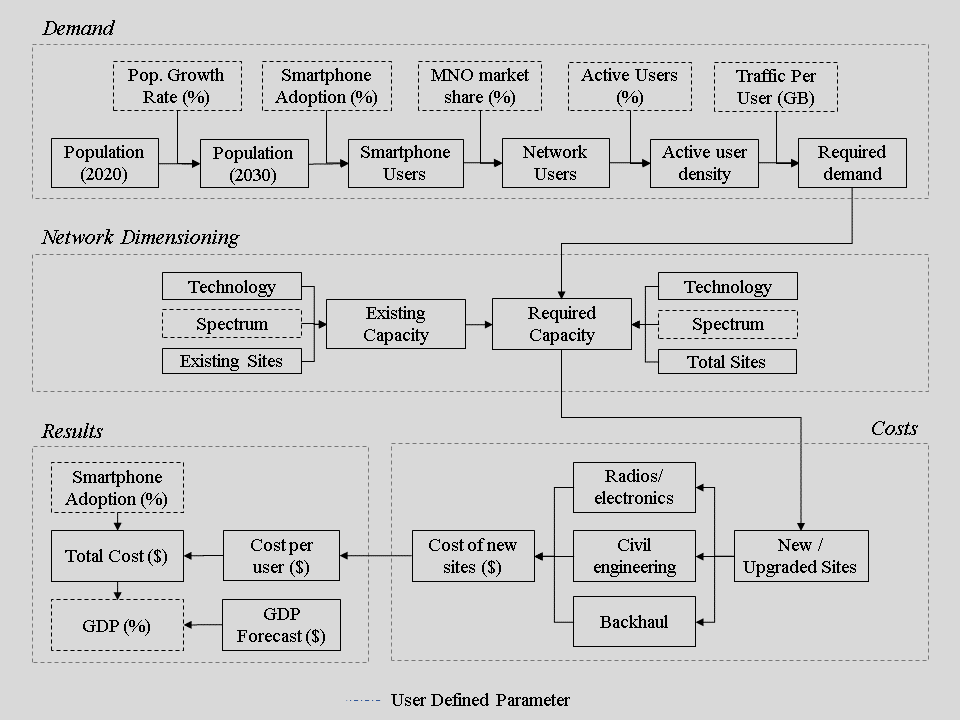 Demand
Pop. Growth
Rate (%)
Smartphone
Adoption (%)
MNO market
share (%)
Active Users
(%)
Traffic Per
User (GB)
Population
(2020)
Population
(2030)
Smartphone
Users
Network
Users
Active user
density
Required
demand
Network Dimensioning
Technology
Spectrum
Existing Sites
Existing
Capacity
Required
Capacity
Technology
Spectrum
Total Sites
Results
Smartphone
Adoption (%)
Total Cost ($)
Cost per
user ($)
GDP (%)
GDP
Forecast ($)
Costs
Cost of new
sites ($)
Radios/
electronics
Civil
engineering
Backhaul
New /
Upgraded Sites
User Defined Parameter